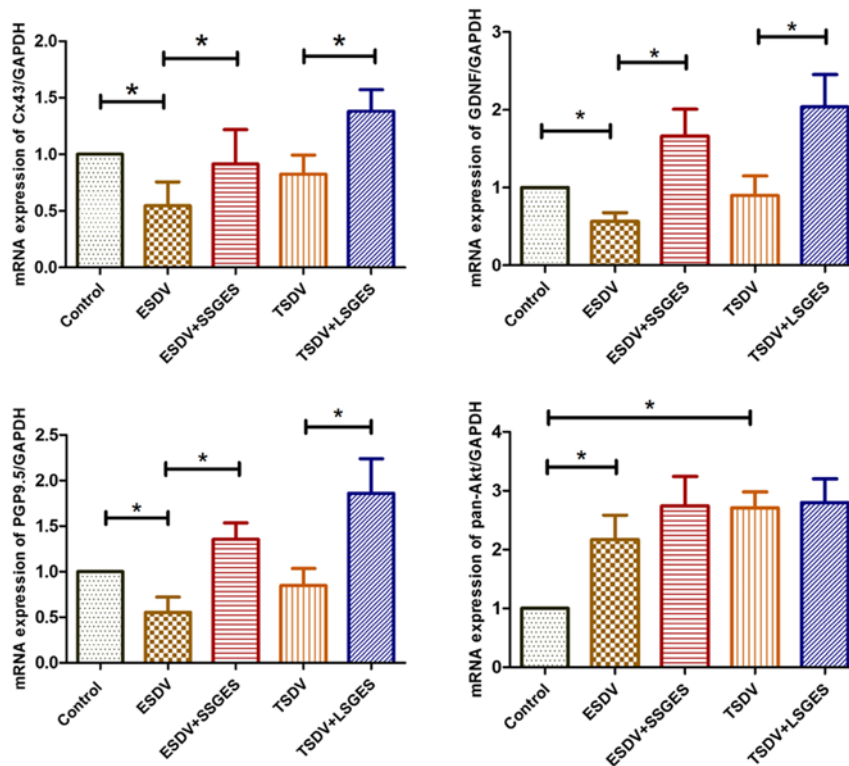 mRNA expression of Cx43/GAPDH
2.0
1.5
1.0
0.5
0.0
*
*
*
Control
ESDV
ESDV+SSGES
TSDV
TSDV+LSGES
mRNA expression of GDNF/GAPDH
3
2
1
0
*
*
*
Control
ESDV
ESDV+SSGES
TSDV
TSDV+LSGES
mRNA expression of PGP9.5/GAPDH
2.5
2.0
1.5
1.0
0.5
0.0
*
*
*
Control
ESDV
ESDV+SSGES
TSDV
TSDV+LSGES
mRNA expression of pan-Akt/GAPDH
4
3
2
1
0
*
*
Control
ESDV
ESDV+SSGES
TSDV
TSDV+LSGES